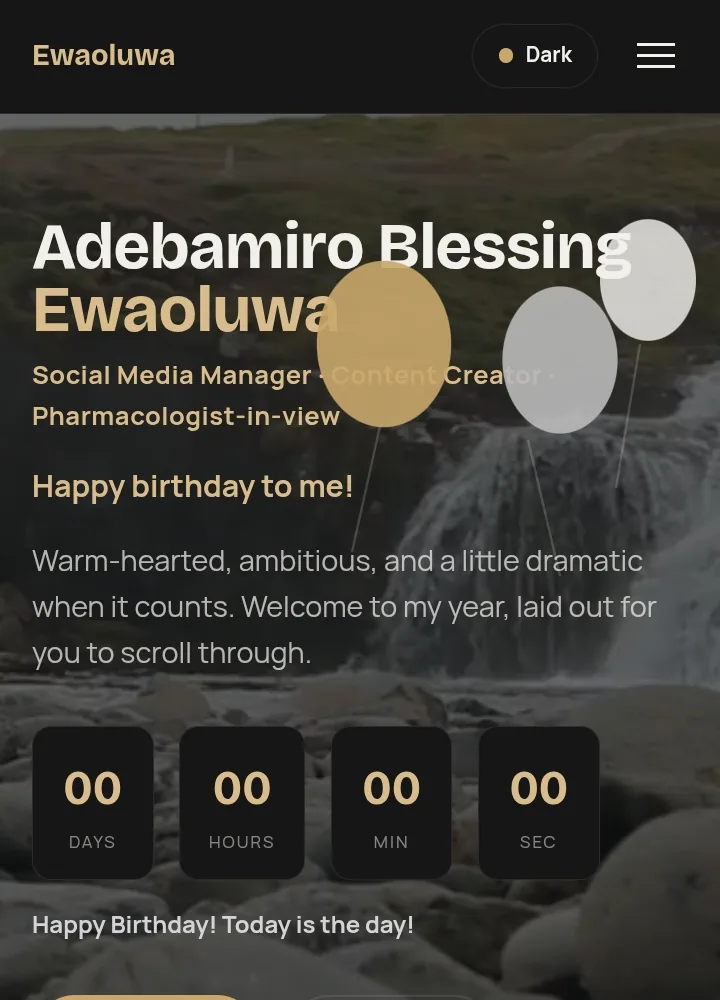 Ewaoluwa
Dark
Adebamiro Blessing
Ewaoluwa
Social Media Manager · Content Creator ·
Pharmacologist-in-view
Happy birthday to me!
Warm-hearted, ambitious, and a little dramatic
when it counts. Welcome to my year, laid out for
you to scroll through.
00 00 00 00
DAYS HOURS MIN SEC
Happy Birthday! Today is the day!